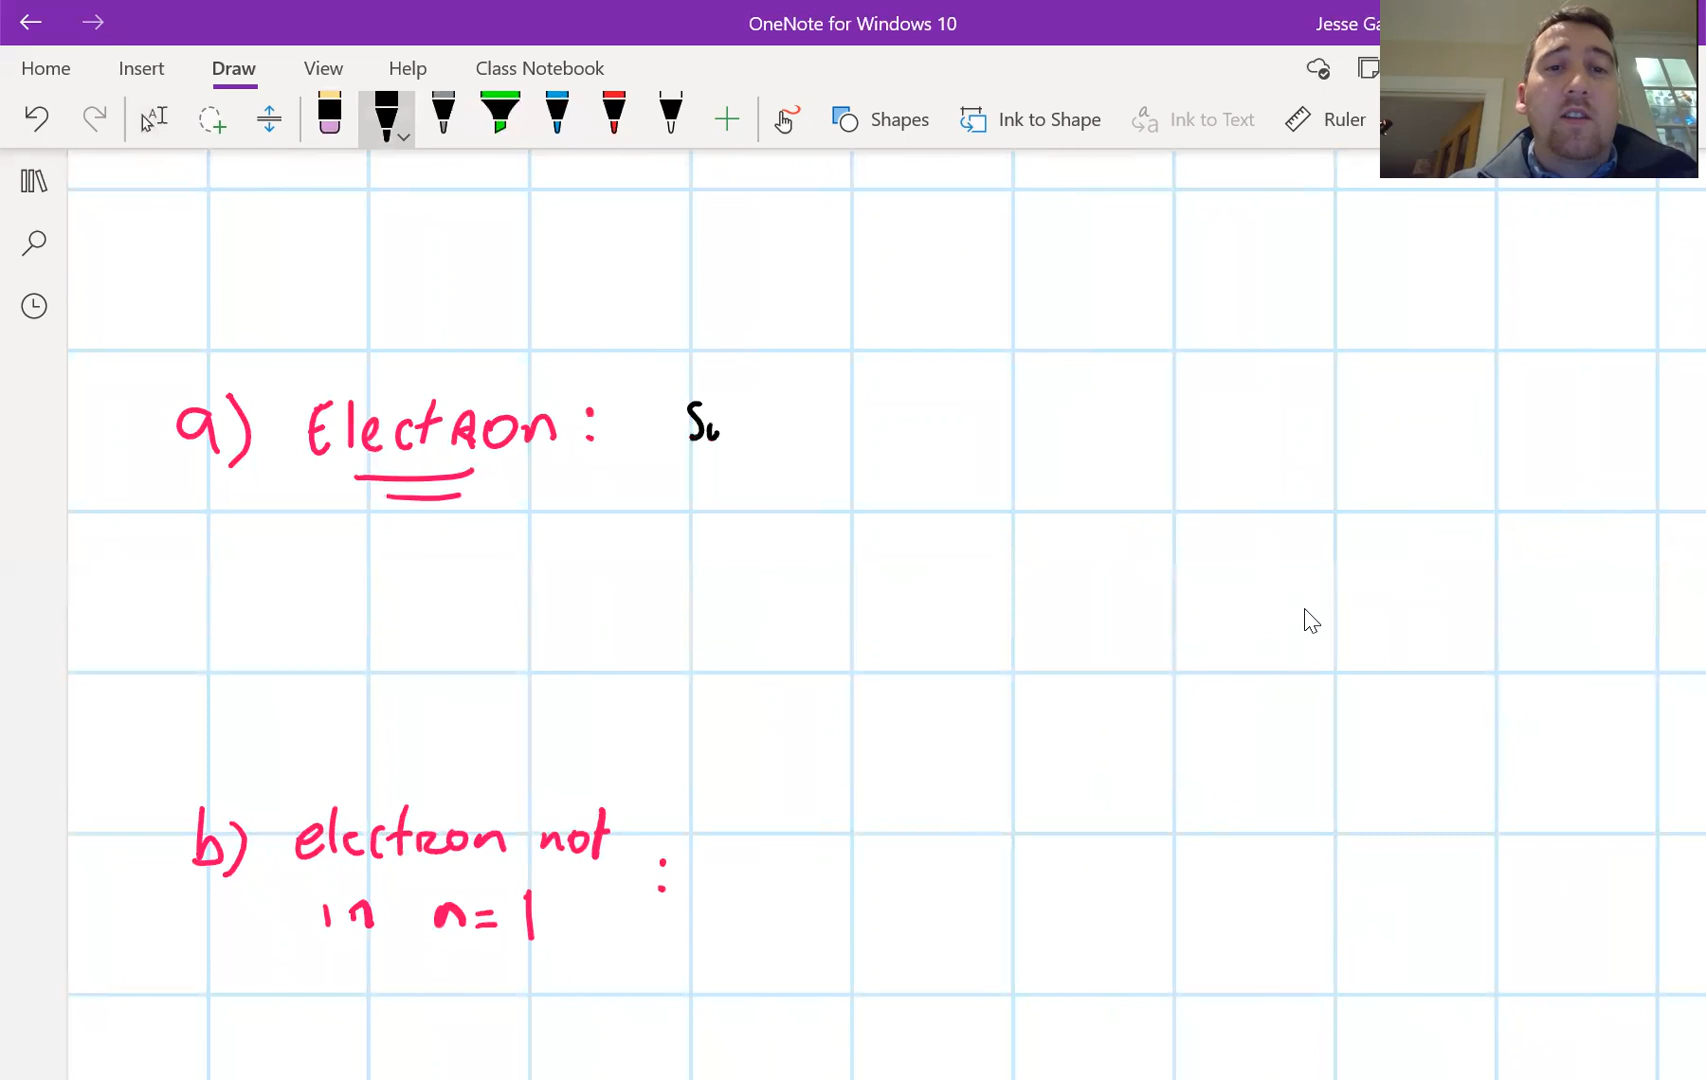 OneNote for Windows 10
Jesse Ga
Home Insert Draw View Help Class Notebook
Shapes Ink to Shape Ink to Text Ruler
a) Electron: Su
b) electron not
in n=1 :